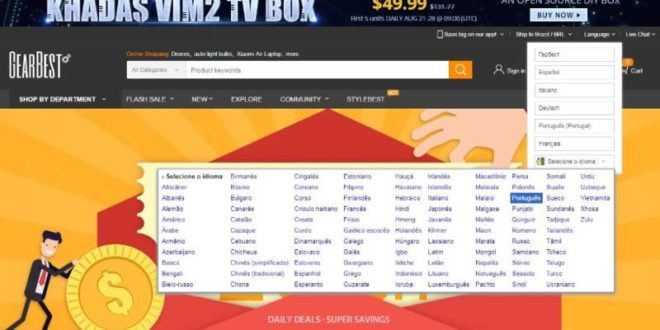 KHADAS VIM2 TV BOX
$49.99 $131.77
First 5 units DAILY AUG 21-28 @ 09:00 (UTC)
AN OPEN SOURCE DIY BOX
BUY NOW
Save big on our app!
Ship to Brazil / BRL
Language
Live Chat
GEARBEST
Online Shopping: Drones, auto light bulbs, Xiaomi Air Laptop, more
All Categories
Product keywords
Sign in
Cart
SHOP BY DEPARTMENT
FLASH SALE
NEW
EXPLORE
COMMUNITY
STYLEBEST
HOT
Español
Italiano
Deutsch
Português (Portugal)
Français
Selecione o idioma
› Selecione o idioma Birmanês Cingalês Estoniano Hauçá Irlandês Macedônio Persa Somali Urdu
Africâner Bósnio Coreano Filipino Havaiano Islandês Malaiala Polonês Suaíle Uzbeque
Albanês Búlgaro Corso Finlandês Hebraico Italiano Malaio Português Sueco Vietnamita
Alemão Canarês Crioulo haitiano Francês Hindi Japonês Malgaxe Punjabi Sundanês Xhosa
Amárico Catalão Croata Frísio Hmong Javanês Maltês Quirguiz Tadjique Zulu
Árabe Cazaque Curdo Gaélico escocês Holandês Khmer Maori Romeno Tailandês
Armênio Cebuano Dinamarquês Galego Húngaro Laosiano Marata Russo Tâmil
Azerbaijano Chicheua Eslovaco Georgiano Igbo Latim Mongol Samoano Tcheco
Basco Chinês (simplificado) Esloveno Grego Iídiche Letão Nepalês Sérvio Telugo
Bengali Chinês (tradicional) Espanhol Guzerate Indonésio Lituano Norueguês Sessoto Turco
Bielo-russo Chona Esperanto Iorubá Luxemburguês Pachto Sindi Ucraniano
$
DAILY DEALS · SUPER SAVINGS